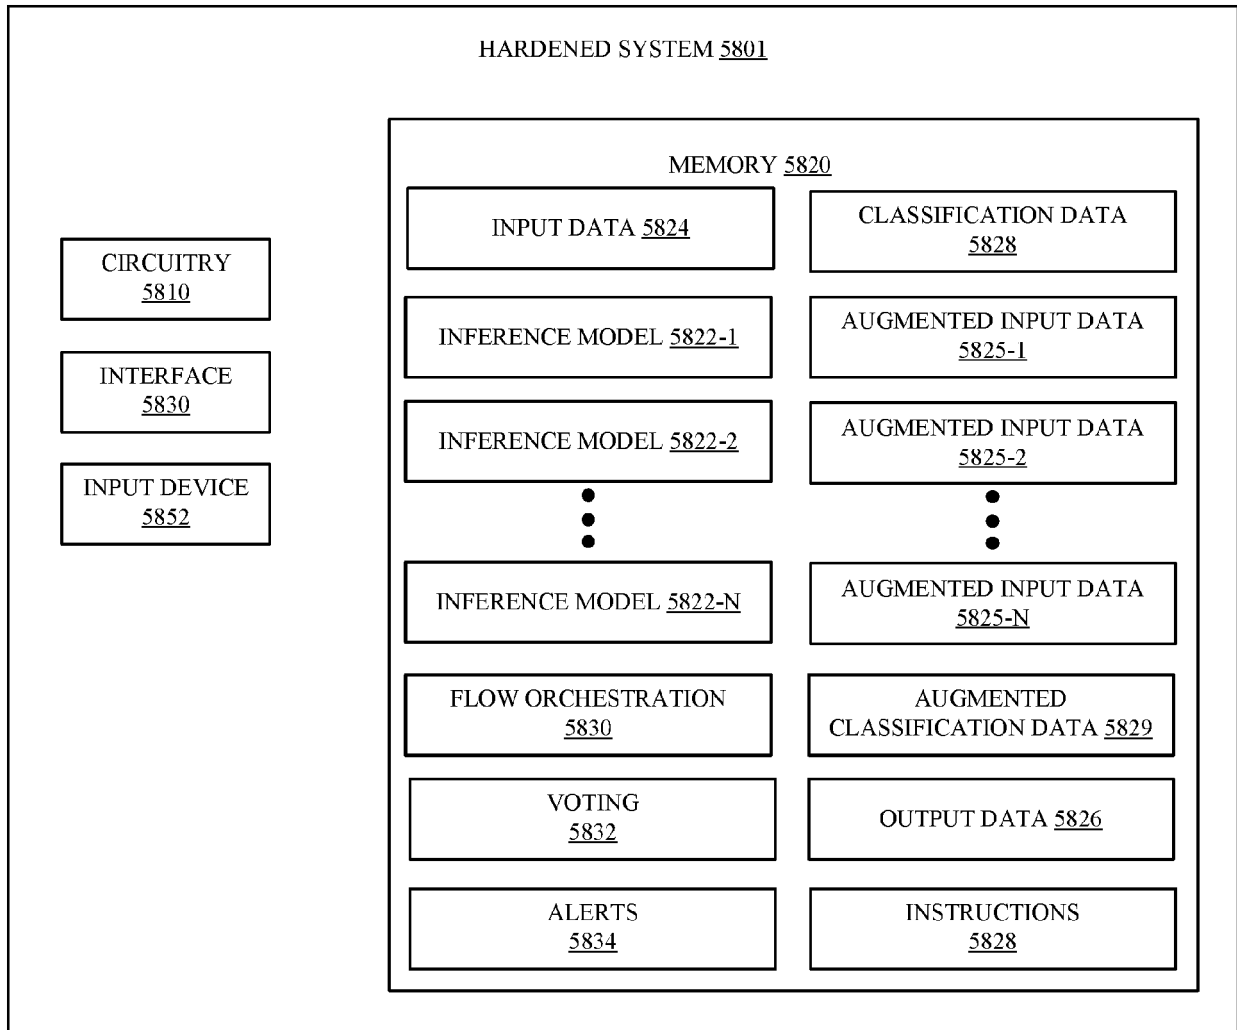 HARDENED SYSTEM 5801
CIRCUITRY
5810
INTERFACE
5830
INPUT DEVICE
5852
MEMORY 5820
INPUT DATA 5824
CLASSIFICATION DATA
5828
INFERENCE MODEL 5822-1
AUGMENTED INPUT DATA
5825-1
INFERENCE MODEL 5822-2
AUGMENTED INPUT DATA
5825-2
INFERENCE MODEL 5822-N
AUGMENTED INPUT DATA
5825-N
FLOW ORCHESTRATION
5830
AUGMENTED
CLASSIFICATION DATA 5829
VOTING
5832
OUTPUT DATA 5826
ALERTS
5834
INSTRUCTIONS
5828